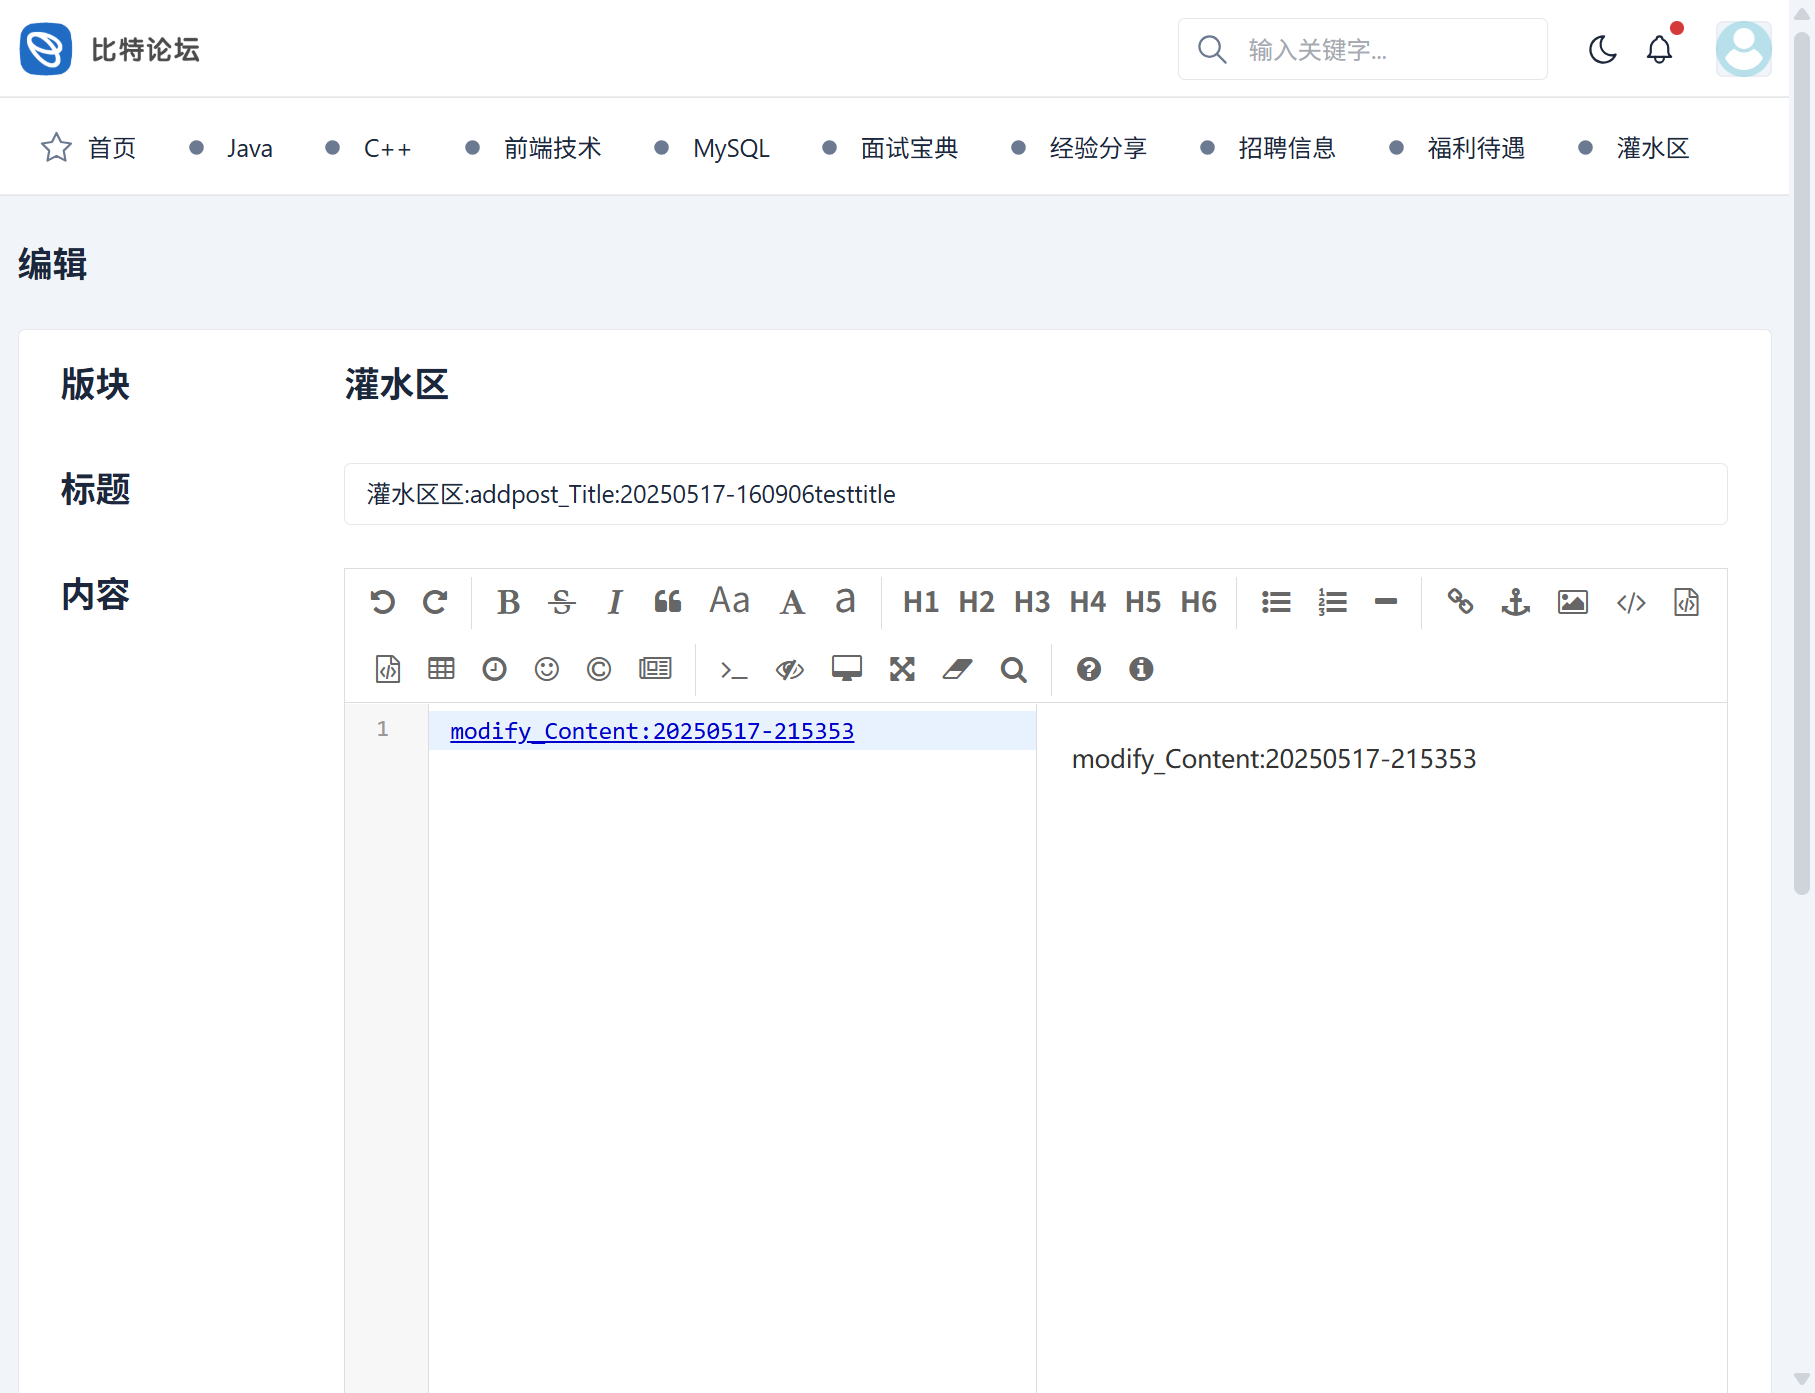 比特论坛
输入关键字...
首页 Java C++ 前端技术 MySQL 面试宝典 经验分享 招聘信息 福利待遇 灌水区
编辑
版块 灌水区
标题 灌水区区:addpost_Title:20250517-160906testtitle
内容
B S I Aa A a H1 H2 H3 H4 H5 H6
1 modify_Content:20250517-215353
modify_Content:20250517-215353